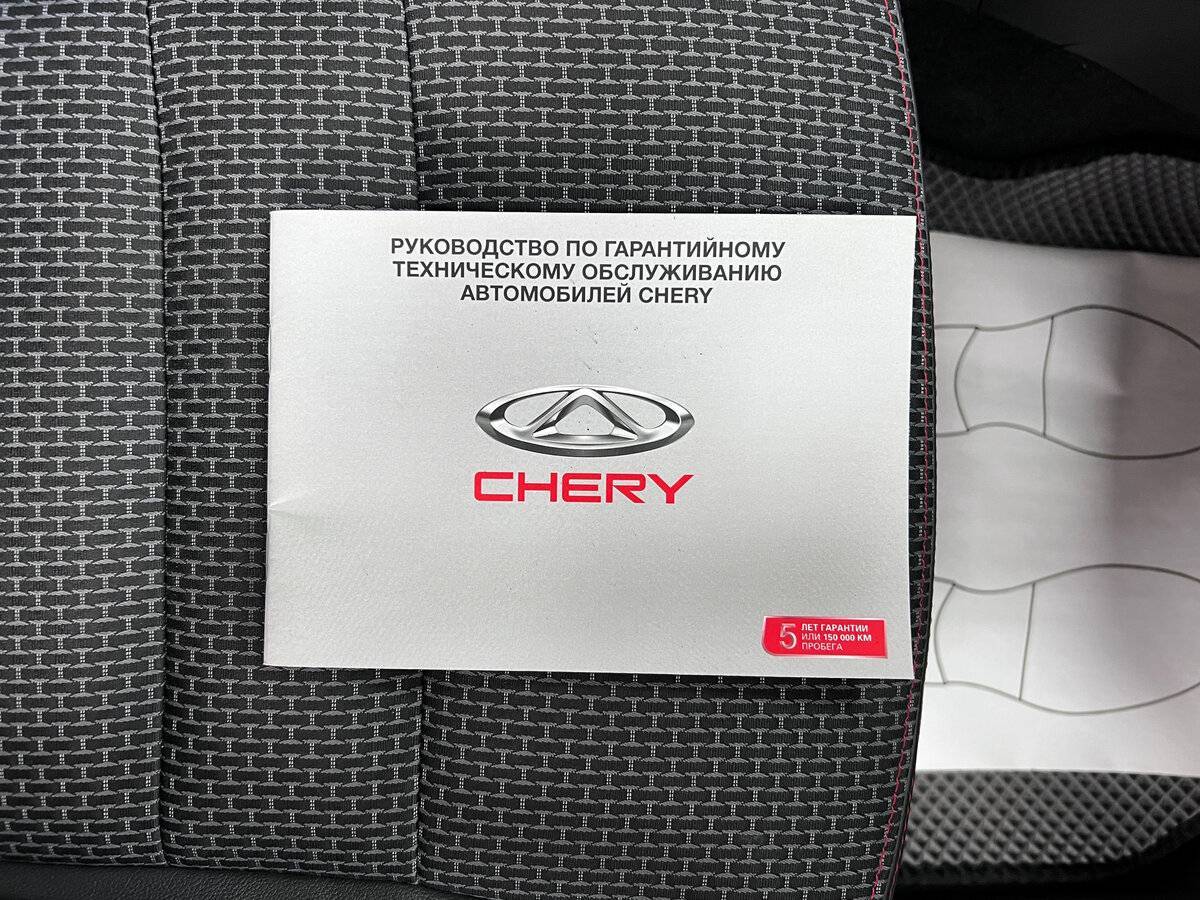 РУКОВОДСТВО ПО ГАРАНТИЙНОМУ
ТЕХНИЧЕСКОМУ ОБСЛУЖИВАНИЮ
АВТОМОБИЛЕЙ CHERY
CHERY
5 ЛЕТ ГАРАНТИИ
ИЛИ 150 000 КМ
ПРОБЕГА